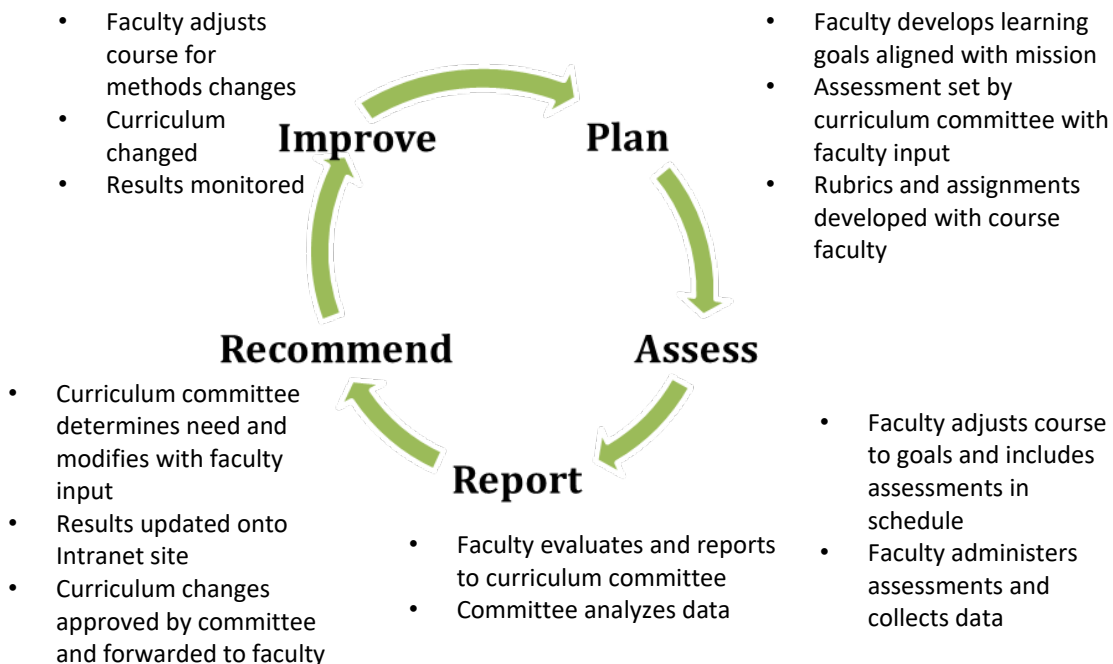 • Faculty adjusts
course for
methods changes
• Curriculum
changed
• Results monitored
Improve
Plan
• Faculty develops learning
goals aligned with mission
• Assessment set by
curriculum committee with
faculty input
• Rubrics and assignments
developed with course
faculty
Assess
• Faculty adjusts course
to goals and includes
assessments in
schedule
• Faculty administers
assessments and
collects data
Report
• Faculty evaluates and reports
to curriculum committee
• Committee analyzes data
Recommend
• Curriculum committee
determines need and
modifies with faculty
input
• Results updated onto
Intranet site
• Curriculum changes
approved by committee
and forwarded to faculty